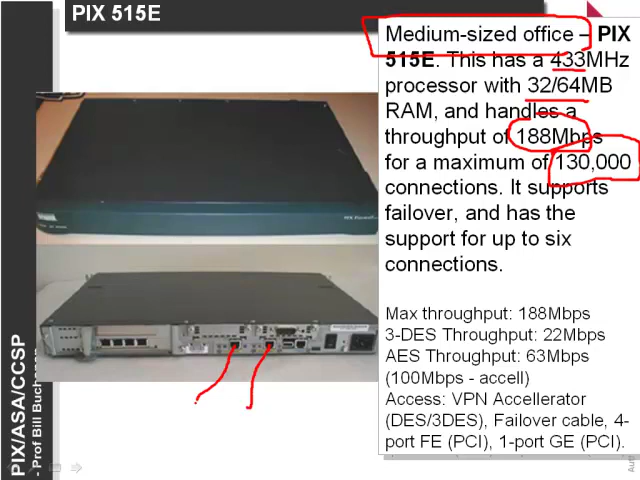 PIX 515E
Medium-sized office – PIX
515E. This has a 433MHz
processor with 32/64MB
RAM, and handles a
throughput of 188Mbps
for a maximum of 130,000
connections. It supports
failover, and has the
support for up to six
connections.
Max throughput: 188Mbps
3-DES Throughput: 22Mbps
AES Throughput: 63Mbps
(100Mbps - accell)
Access: VPN Accellerator
(DES/3DES), Failover cable, 4-
port FE (PCI), 1-port GE (PCI).
PIX/ASA/CCSP
- Prof Bill